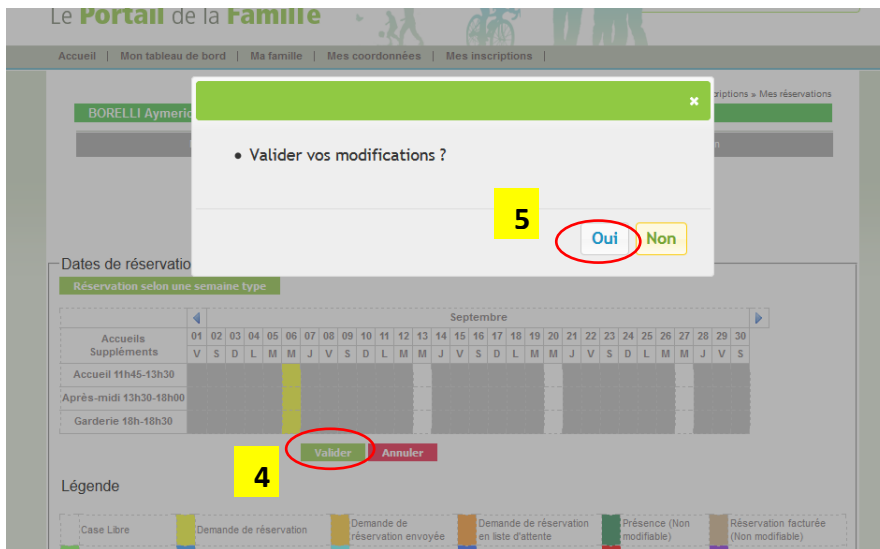 Le Portail de la Famille
Accueil | Mon tableau de bord | Ma famille | Mes coordonnées | Mes inscriptions |
criptions » Mes réservations
BORELLI Aymeric
×
• Valider vos modifications ?
5
Oui Non
Dates de réservatio
Réservation selon une semaine type
Septembre
Accueils
Suppléments
01 02 03 04 05 06 07 08 09 10 11 12 13 14 15 16 17 18 19 20 21 22 23 24 25 26 27 28 29 30
V S D L M M J V S D L M M J V S D L M M J V S D L M M J V S
Accueil 11h45-13h30
Après-midi 13h30-18h00
Garderie 18h-18h30
Valider Annuler
4
Légende
Case Libre
Demande de réservation
Demande de
réservation envoyée
Demande de réservation
en liste d'attente
Présence (Non
modifiable)
Réservation facturée
(Non modifiable)